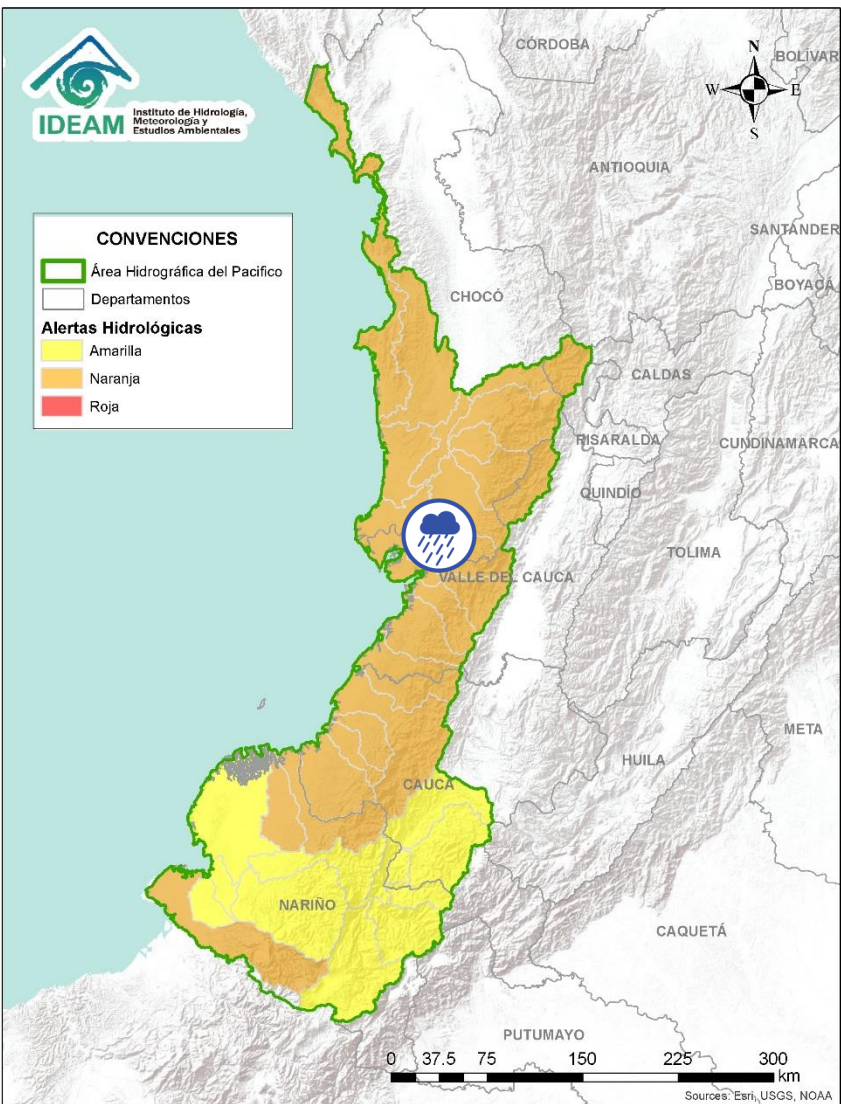 IDEAM
Instituto de Hidrología,
Meteorología y
Estudios Ambientales
N
W
E
S
CÓRDOBA
BOLÍVAR
ANTIOQUIA
SANTANDER
BOYACÁ
CHOCÓ
CALDAS
RISARALDA
CUNDINAMARCA
QUINDÍO
TOLIMA
VALLE DEL CAUCA
META
HUILA
CAUCA
NARIÑO
CAQUETÁ
PUTUMAYO
CONVENCIONES
Área Hidrográfica del Pacifico
Departamentos
Alertas Hidrológicas
Amarilla
Naranja
Roja
0 37.5 75 150 225 300
km
Sources: Esri, USGS, NOAA